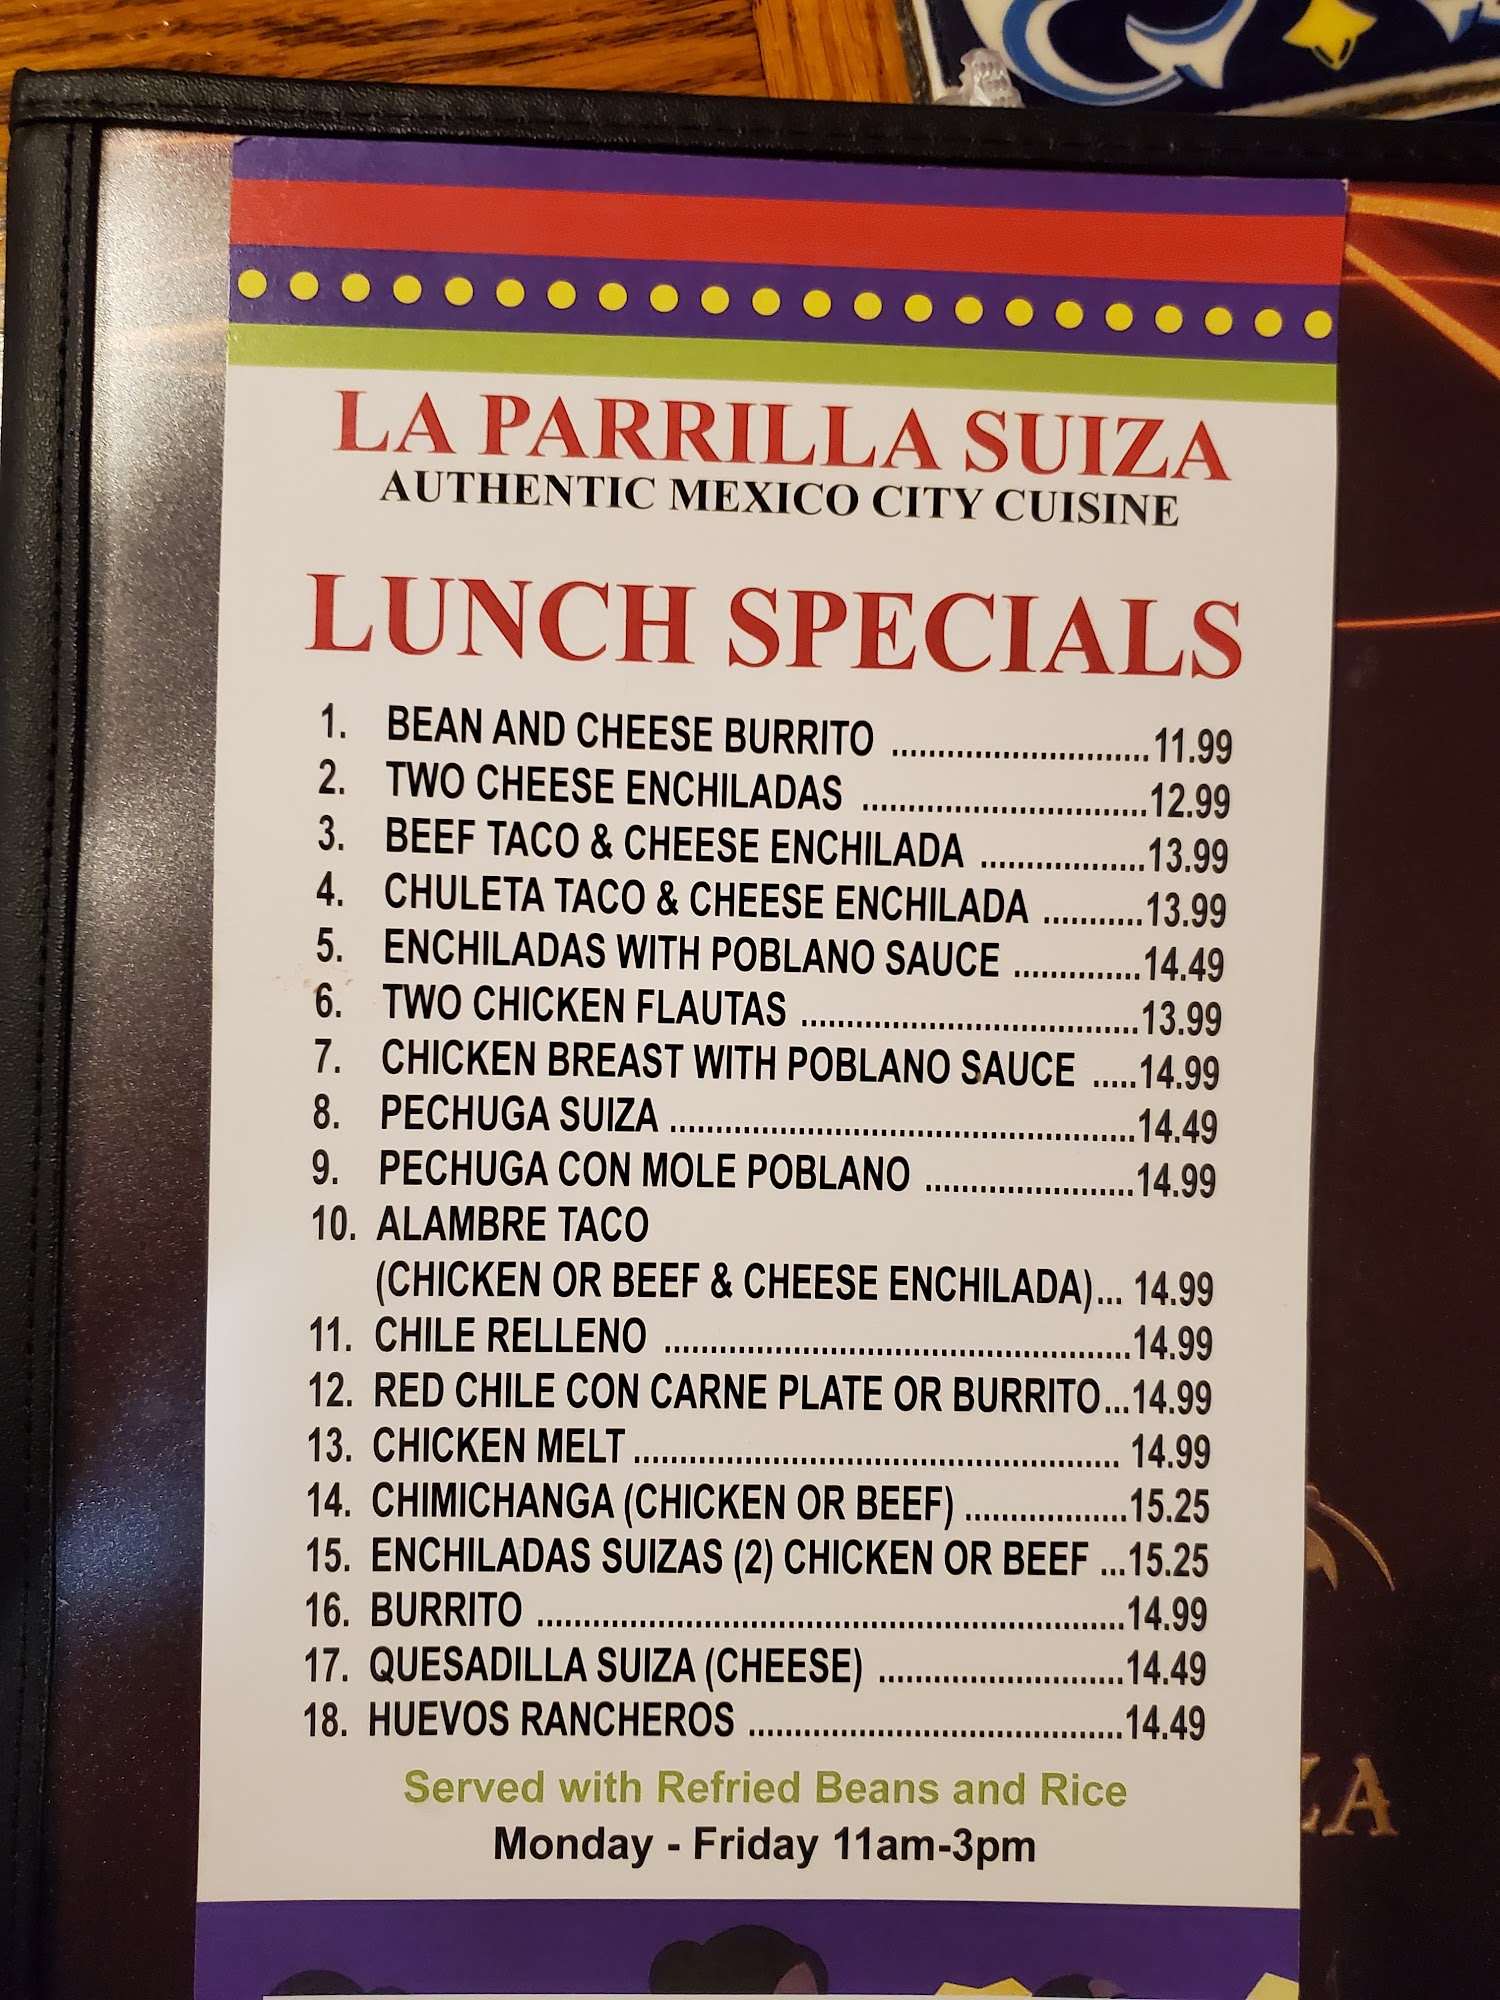 LA PARRILLA SUIZA
AUTHENTIC MEXICO CITY CUISINE
LUNCH SPECIALS
1. BEAN AND CHEESE BURRITO ............................ 11.99
2. TWO CHEESE ENCHILADAS ...............................12.99
3. BEEF TACO & CHEESE ENCHILADA ..................13.99
4. CHULETA TACO & CHEESE ENCHILADA ...........13.99
5. ENCHILADAS WITH POBLANO SAUCE ..............14.49
6. TWO CHICKEN FLAUTAS .....................................13.99
7. CHICKEN BREAST WITH POBLANO SAUCE .....14.99
8. PECHUGA SUIZA ...................................................14.49
9. PECHUGA CON MOLE POBLANO .......................14.99
10. ALAMBRE TACO
(CHICKEN OR BEEF & CHEESE ENCHILADA)... 14.99
11. CHILE RELLENO ...................................................14.99
12. RED CHILE CON CARNE PLATE OR BURRITO...14.99
13. CHICKEN MELT ..................................................... 14.99
14. CHIMICHANGA (CHICKEN OR BEEF) ..................15.25
15. ENCHILADAS SUIZAS (2) CHICKEN OR BEEF ...15.25
16. BURRITO ................................................................14.99
17. QUESADILLA SUIZA (CHEESE) ...........................14.49
18. HUEVOS RANCHEROS .........................................14.49
Served with Refried Beans and Rice
Monday - Friday 11am-3pm
ZA